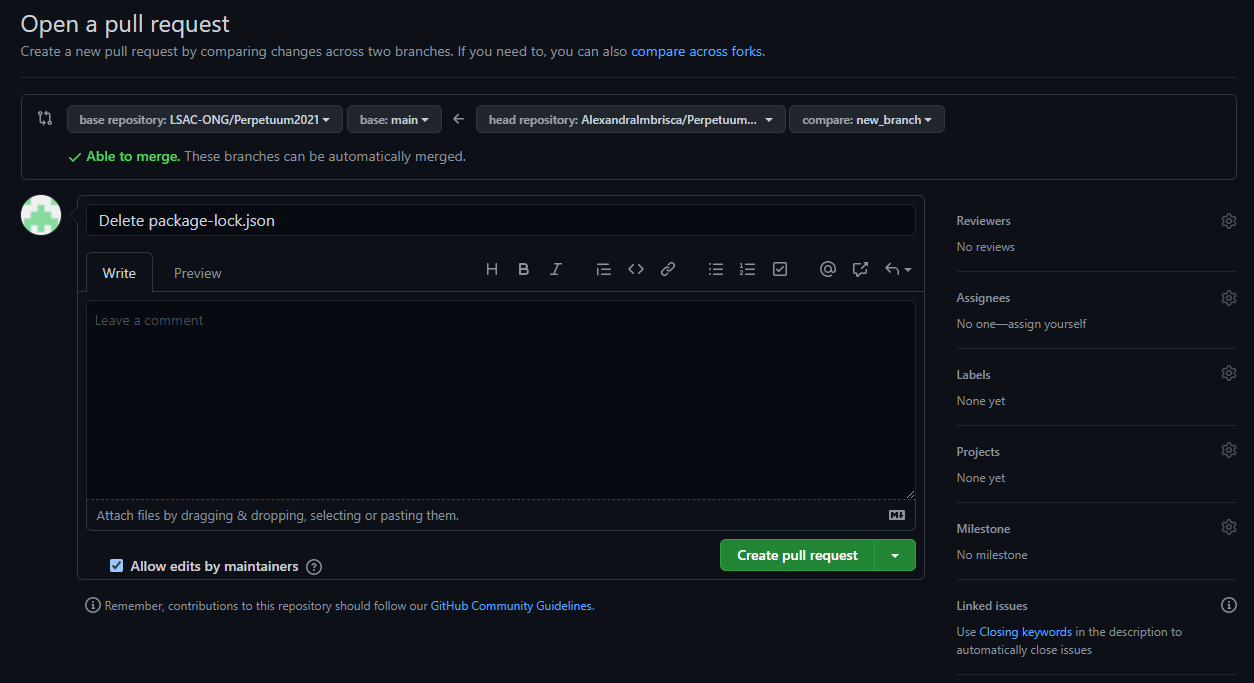 Open a pull request
Create a new pull request by comparing changes across two branches. If you need to, you can also compare across forks.
base repository: LSAC-ONG/Perpetuum2021 base: main head repository: AlexandraImbrisca/Perpetuum... compare: new_branch
Able to merge. These branches can be automatically merged.
Delete package-lock.json
Write Preview
Leave a comment
Attach files by dragging & dropping, selecting or pasting them.
Allow edits by maintainers
Create pull request
Remember, contributions to this repository should follow our GitHub Community Guidelines.
Reviewers
No reviews
Assignees
No one—assign yourself
Labels
None yet
Projects
None yet
Milestone
No milestone
Linked issues
Use Closing keywords in the description to
automatically close issues